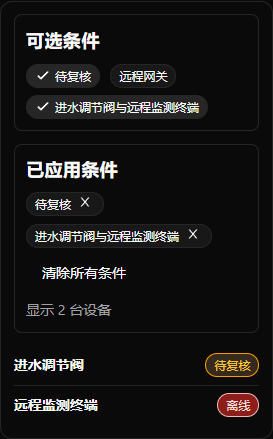 可选条件
待复核
远程网关
进水调节阀与远程监测终端
已应用条件
待复核
进水调节阀与远程监测终端
清除所有条件
显示 2 台设备
进水调节阀 待复核
远程监测终端 离线